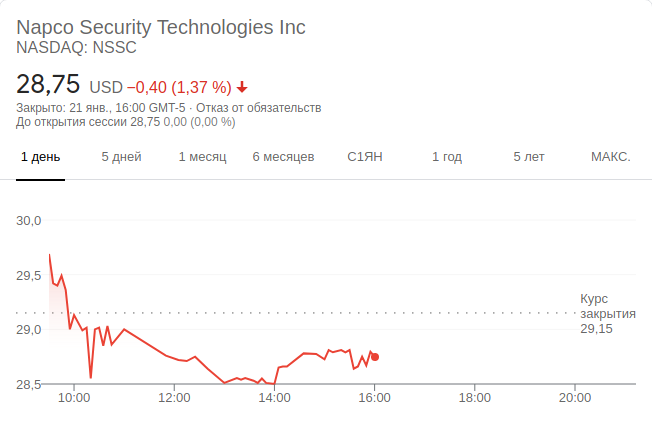 Napco Security Technologies Inc
NASDAQ: NSSC
28,75 USD −0,40 (1,37 %)
Закрыто: 21 янв., 16:00 GMT-5 · Отказ от обязательств
До открытия сессии 28,75 0,00 (0,00 %)
1 день 5 дней 1 месяц 6 месяцев С1ЯН 1 год 5 лет МАКС.
30,0
29,5
Курс
закрытия
29,15
29,0
28,5
10:00 12:00 14:00 16:00 18:00 20:00